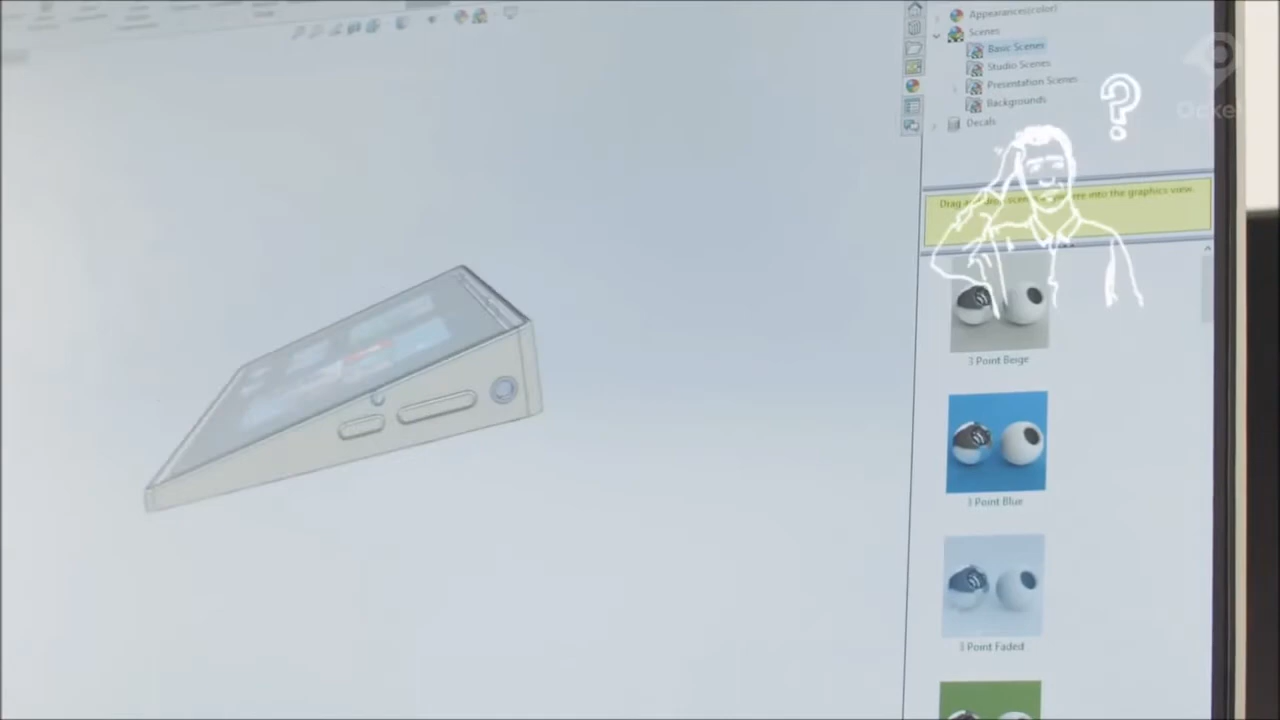 Appearances(color)
Scenes
Basic Scenes
Studio Scenes
Presentation Scenes
Backgrounds
Decals
?
Ockel
into the graphics view.
3 Point Beige
3 Point Blue
3 Point Faded